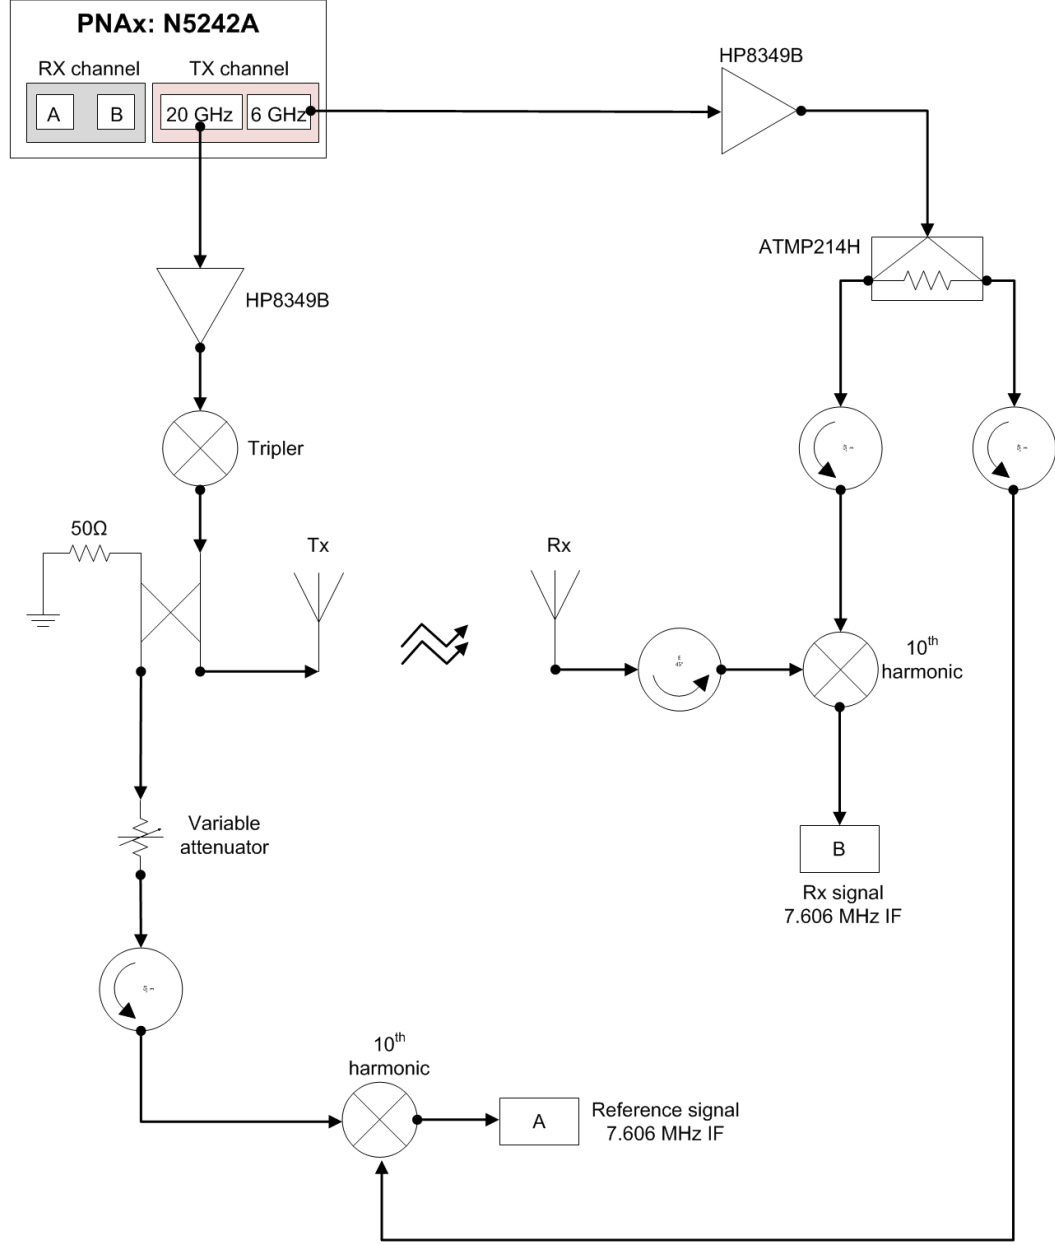 PNAx: N5242A
RX channel
TX channel
A
B
20 GHz
6 GHz
HP8349B
ATMP214H
HP8349B
Tripler
50Ω
Tx
Rx
10th
harmonic
Variable
attenuator
B
Rx signal
7.606 MHz IF
10th
harmonic
A
Reference signal
7.606 MHz IF